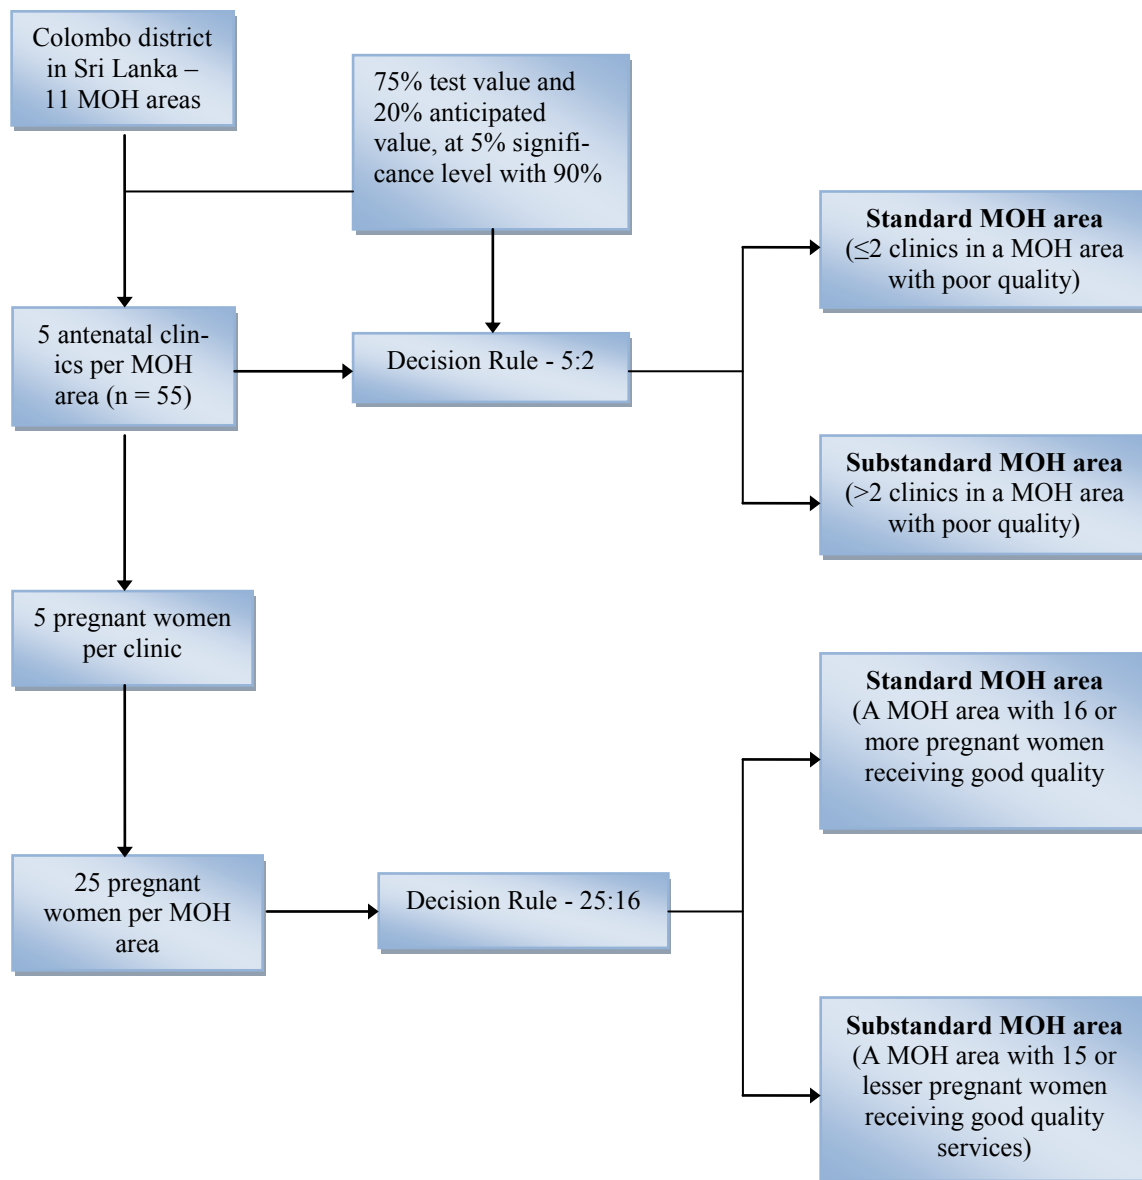 Colombo district
in Sri Lanka –
11 MOH areas
75% test value and
20% anticipated
value, at 5% signifi-
cance level with 90%
Standard MOH area
(≤2 clinics in a MOH area
with poor quality)
5 antenatal clin-
ics per MOH
area (n = 55)
Decision Rule - 5:2
Substandard MOH area
(>2 clinics in a MOH area
with poor quality)
5 pregnant women
per clinic
Standard MOH area
(A MOH area with 16 or
more pregnant women
receiving good quality
25 pregnant
women per MOH
area
Decision Rule - 25:16
Substandard MOH area
(A MOH area with 15 or
lesser pregnant women
receiving good quality
services)